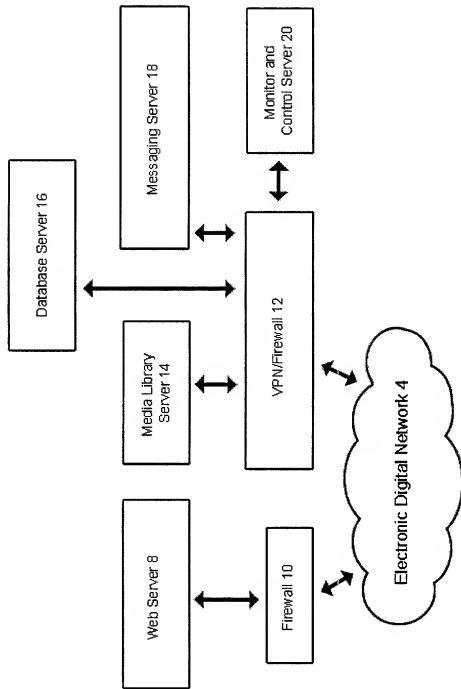 Database Server 16
Messaging Server 18
Media Library
Server 14
Web Server 8
Monitor and
Control Server 20
VPN/Firewall 12
Firewall 10
Electronic Digital Network 4